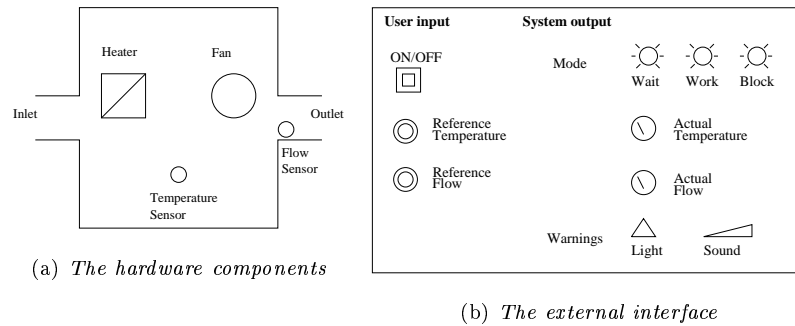 Heater
Fan
Inlet
Outlet
Flow
Sensor
Temperature
Sensor
(a) The hardware components
User input
System output
ON/OFF
Mode
Wait
Work
Block
Reference
Temperature
Actual
Temperature
Reference
Flow
Actual
Flow
Warnings
Light
Sound
(b) The external interface